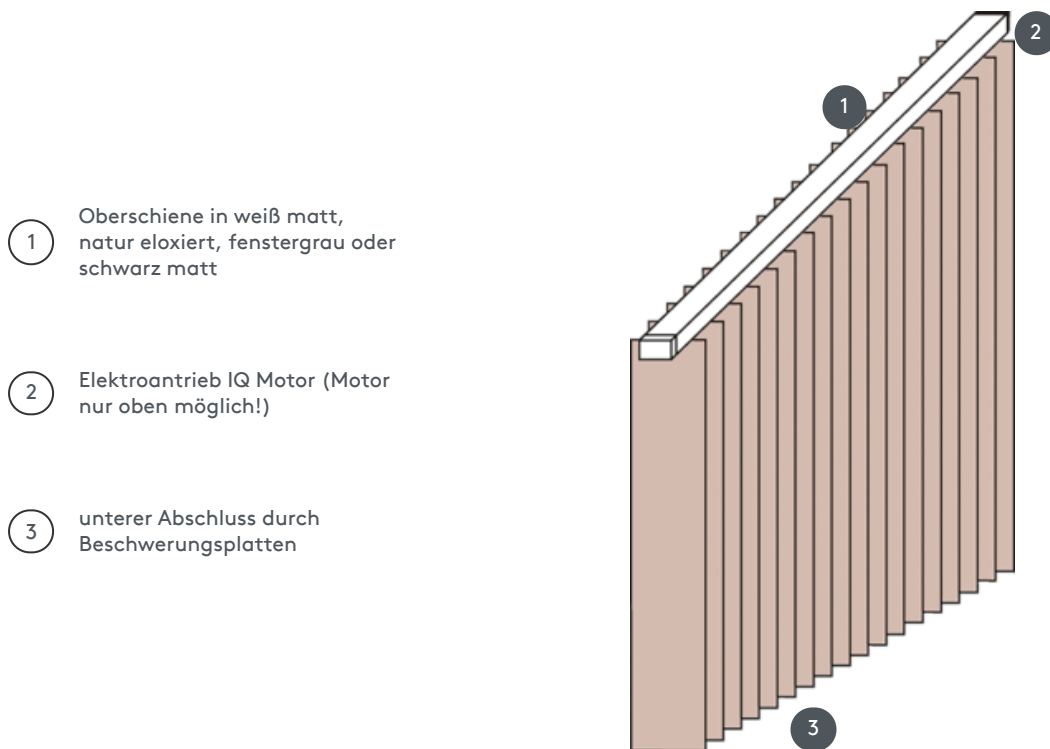 1
Oberschiene in weiß matt,
natur eloxiert, fenstergrau oder
schwarz matt
2
Elektroantrieb IQ Motor (Motor
nur oben möglich!)
3
unterer Abschluss durch
Beschwerungsplatten
2
1
3